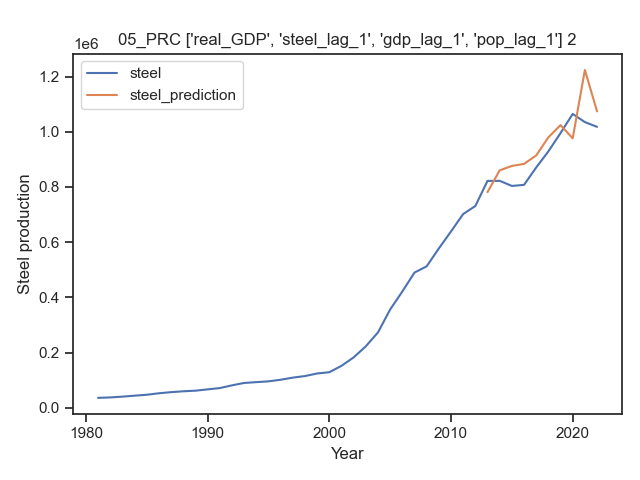 05_PRC ['real_GDP', 'steel_lag_1', 'gdp_lag_1', 'pop_lag_1'] 2
1e6
steel
steel_prediction
1.2
1.0
0.8
0.6
0.4
0.2
0.0
Steel production
1980 1990 2000 2010 2020
Year